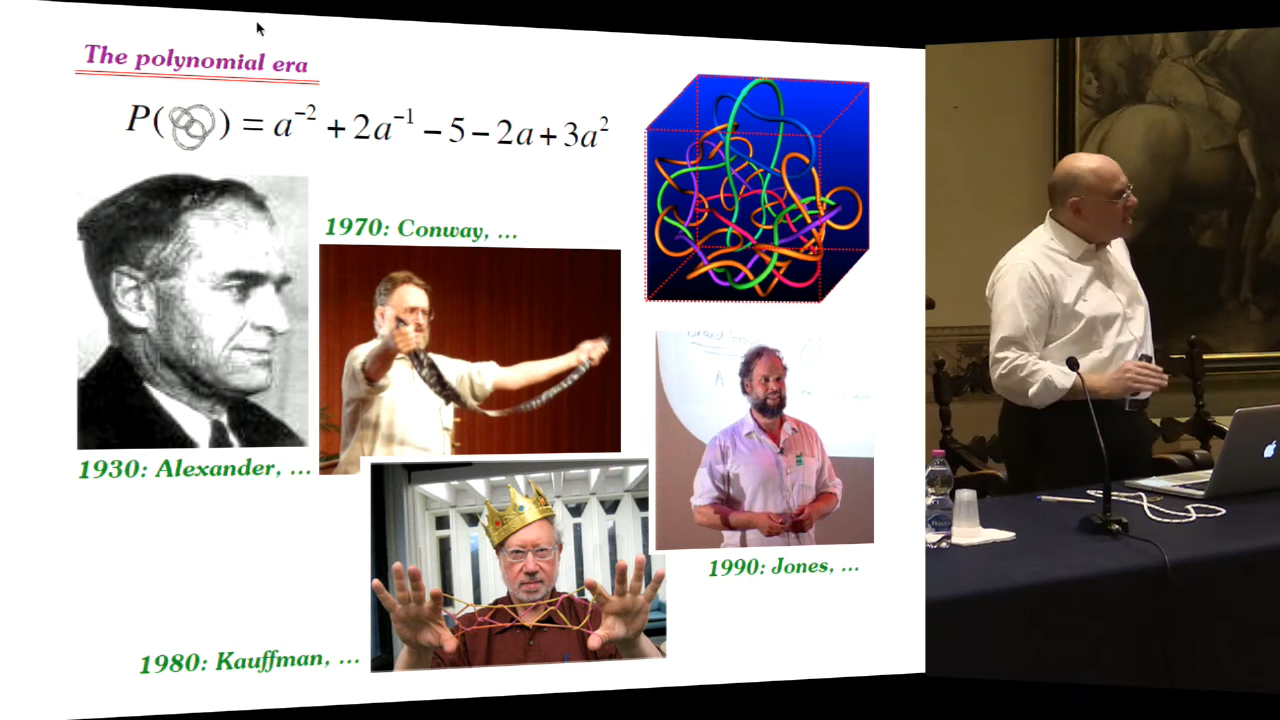 The polynomial era
P( ) = a⁻² + 2a⁻¹ − 5 − 2a + 3a²
1970: Conway, ...
1930: Alexander, ...
1990: Jones, ...
1980: Kauffman, ...